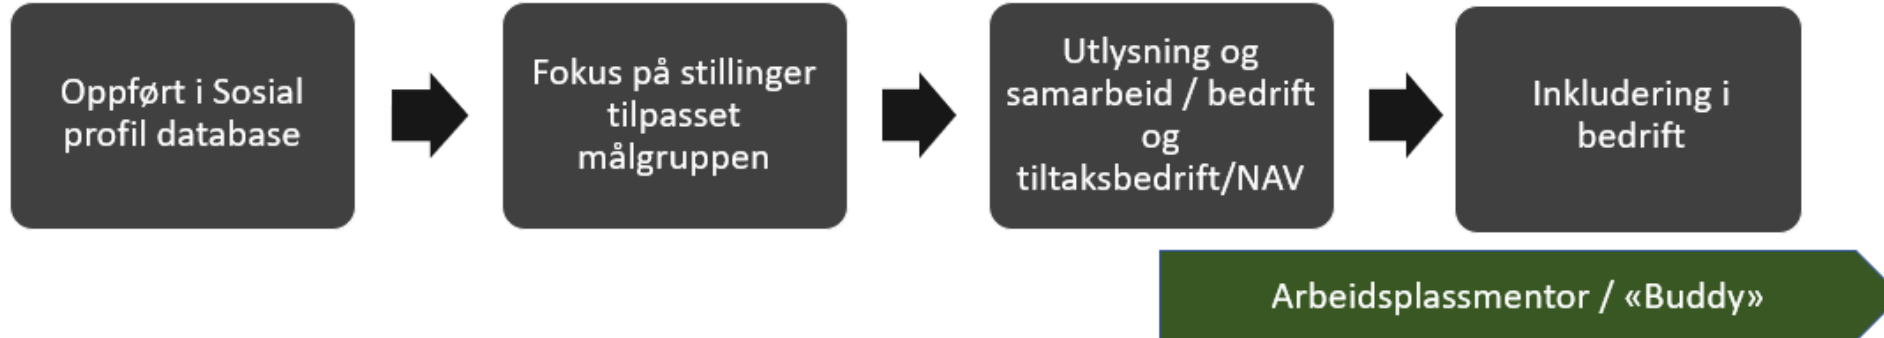 Oppført i Sosial
profil database
Fokus på stillinger
tilpasset
målgruppen
Utlysning og
samarbeid / bedrift
og
tiltaksbedrift/NAV
Inkludering i
bedrift
Arbeidsplassmentor / «Buddy»